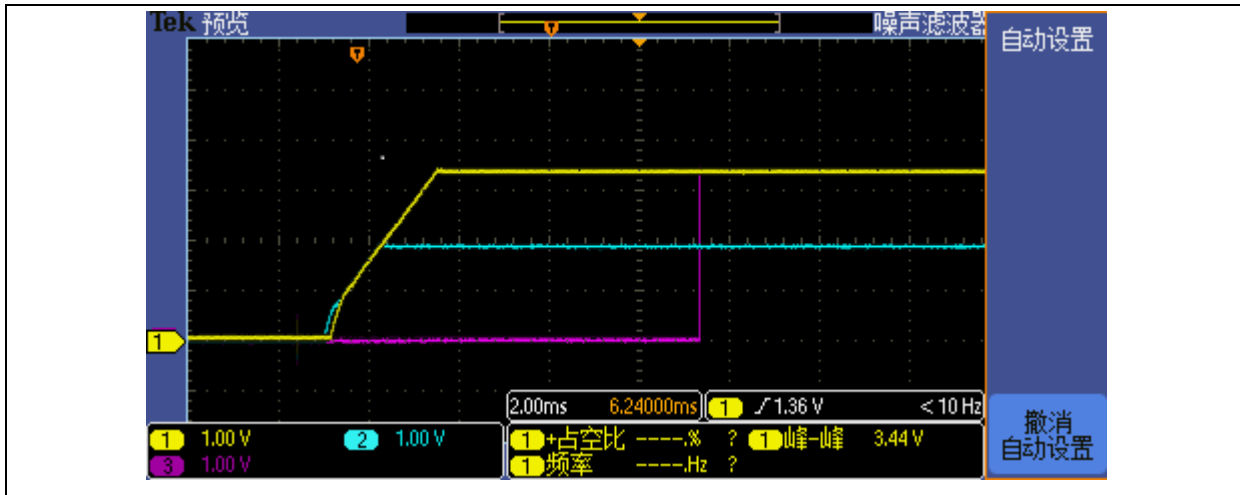 Tek 预览
噪声滤波器
自动设置
T
T
1
2.00ms 6.24000ms
1 ∫1.36 V < 10 Hz
1 1.00 V 2 1.00 V
3 1.00 V
1 +占空比 ----.% ? 1 峰-峰 3.44 V
1 频率 ----.Hz ?
撤消
自动设置